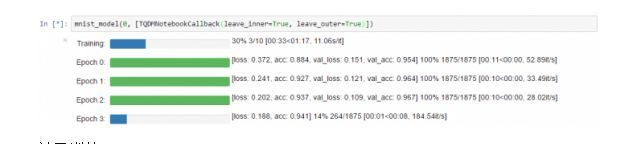 In [*]: mnist_model(0, [TQDMNotebookCallback(leave_inner=True, leave_outer=True)])
Training: 30% 3/10 [00:33<01:17, 11.06s/it]
Epoch 0: [loss: 0.372, acc: 0.884, val_loss: 0.151, val_acc: 0.954] 100% 1875/1875 [00:11<00:00, 52.89it/s]
Epoch 1: [loss: 0.241, acc: 0.927, val_loss: 0.121, val_acc: 0.964] 100% 1875/1875 [00:10<00:00, 33.49it/s]
Epoch 2: [loss: 0.202, acc: 0.937, val_loss: 0.109, val_acc: 0.967] 100% 1875/1875 [00:10<00:00, 28.02it/s]
Epoch 3: [loss: 0.188, acc: 0.941] 14% 264/1875 [00:01<00:08, 184.54it/s]